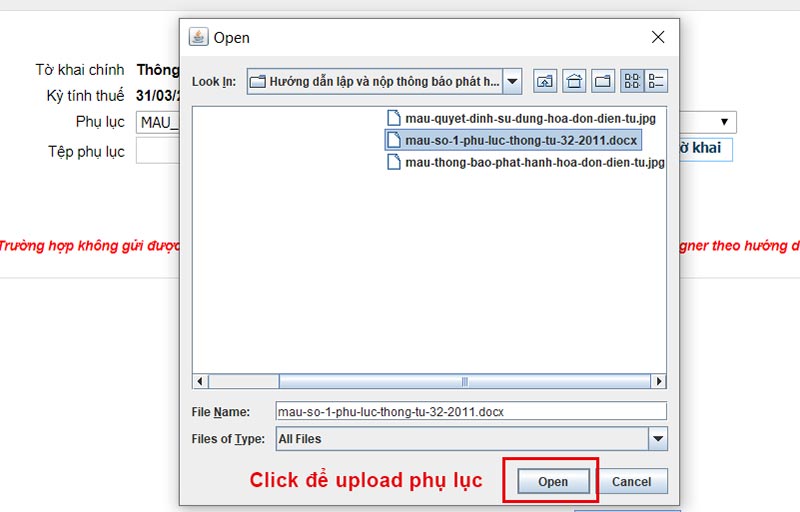 Open
Tờ khai chính Thông
Kỳ tính thuế 31/03/
Phụ lục MAU_
Tệp phụ lục
ờ khai
Trường hợp không gửi được
gner theo hướng d
Look In: Hướng dẫn lập và nộp thông báo phát h...
mau-quyet-dinh-su-dung-hoa-don-dien-tu.jpg
mau-so-1-phu-luc-thong-tu-32-2011.docx
mau-thong-bao-phat-hanh-hoa-don-dien-tu.jpg
File Name: mau-so-1-phu-luc-thong-tu-32-2011.docx
Files of Type: All Files
Click để upload phụ lục
Open Cancel